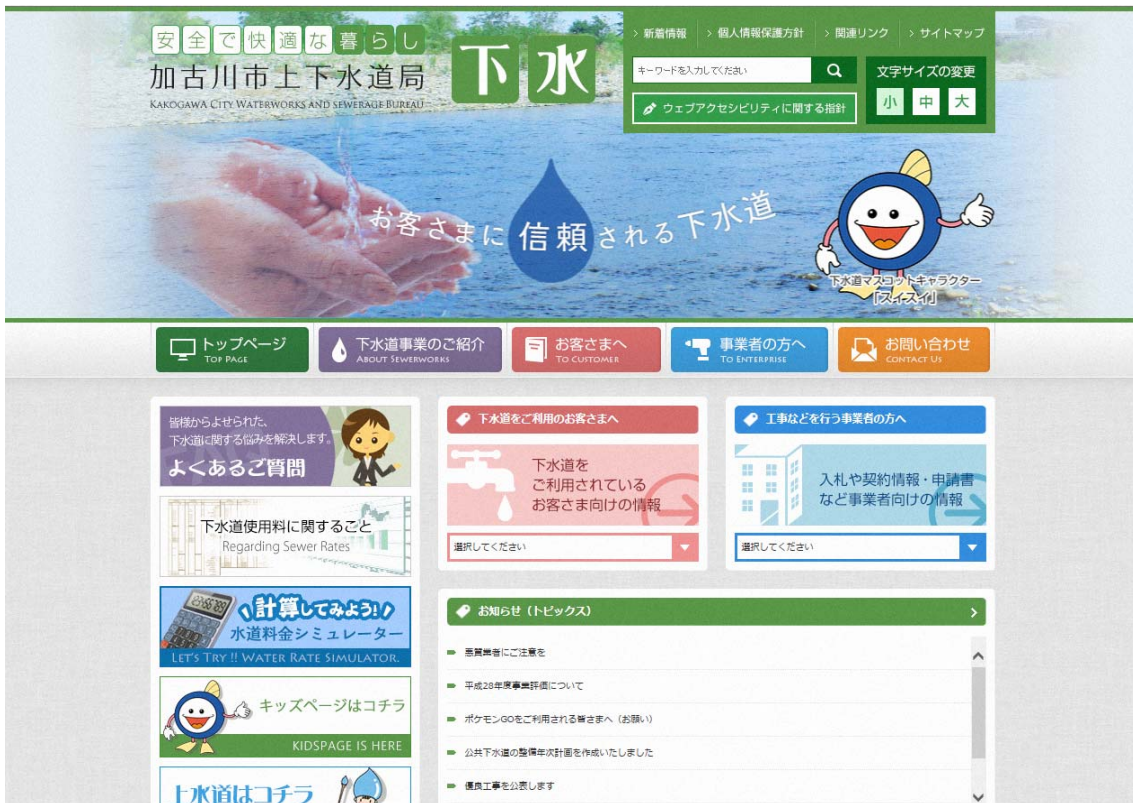 安全で快適な暮らし
加古川市上下水道局
KAKOGAWA CITY WATERWORKS AND SEWERAGE BUREAU
下水
新着情報
個人情報保護方針
関連リンク
サイトマップ
キーワードを入力してください
文字サイズの変更
ウェブアクセシビリティに関する指針
小 中 大
お客さまに信頼される下水道
下水道マスコットキャラクター
「スイスイ」
トップページ
TOP PAGE
下水道事業のご紹介
ABOUT SEWERWORKS
お客さまへ
TO CUSTOMER
事業者の方へ
TO ENTERPRISE
お問い合わせ
CONTACT US
皆様からよせられた、
下水道に関する悩みを解決します。
よくあるご質問
下水道使用料に関すること
Regarding Sewer Rates
計算してみよう!
水道料金シミュレーター
LET'S TRY !! WATER RATE SIMULATOR.
キッズページはコチラ
KIDSPAGE IS HERE
上水道はコチラ
下水道をご利用のお客さまへ
下水道を
ご利用されている
お客さま向けの情報
選択してください
工事などを行う事業者の方へ
入札や契約情報・申請書
など事業者向けの情報
選択してください
お知らせ（トピックス）
悪質業者にご注意を
平成28年度事業評価について
ポケモンGOをご利用される皆さまへ（お願い）
公共下水道の整備年次計画を作成いたしました
優良工事を公表します